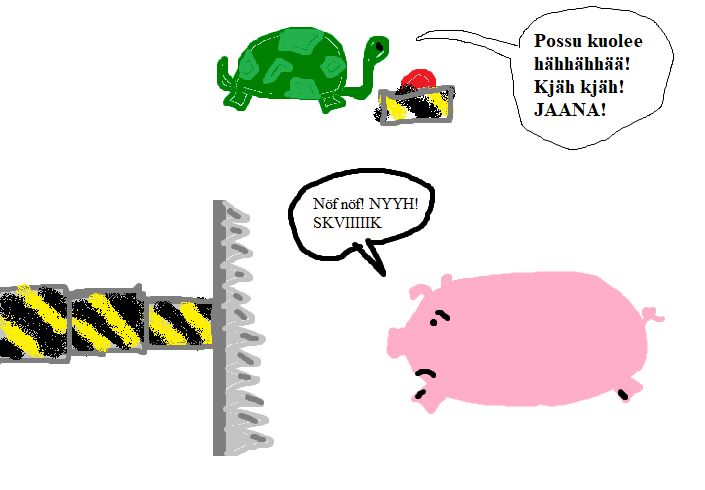 Possu kuolee
hähhähhää!
Kjäh kjäh!
JAANA!
Nöf nöf! NYYH!
SKVIIIIIK